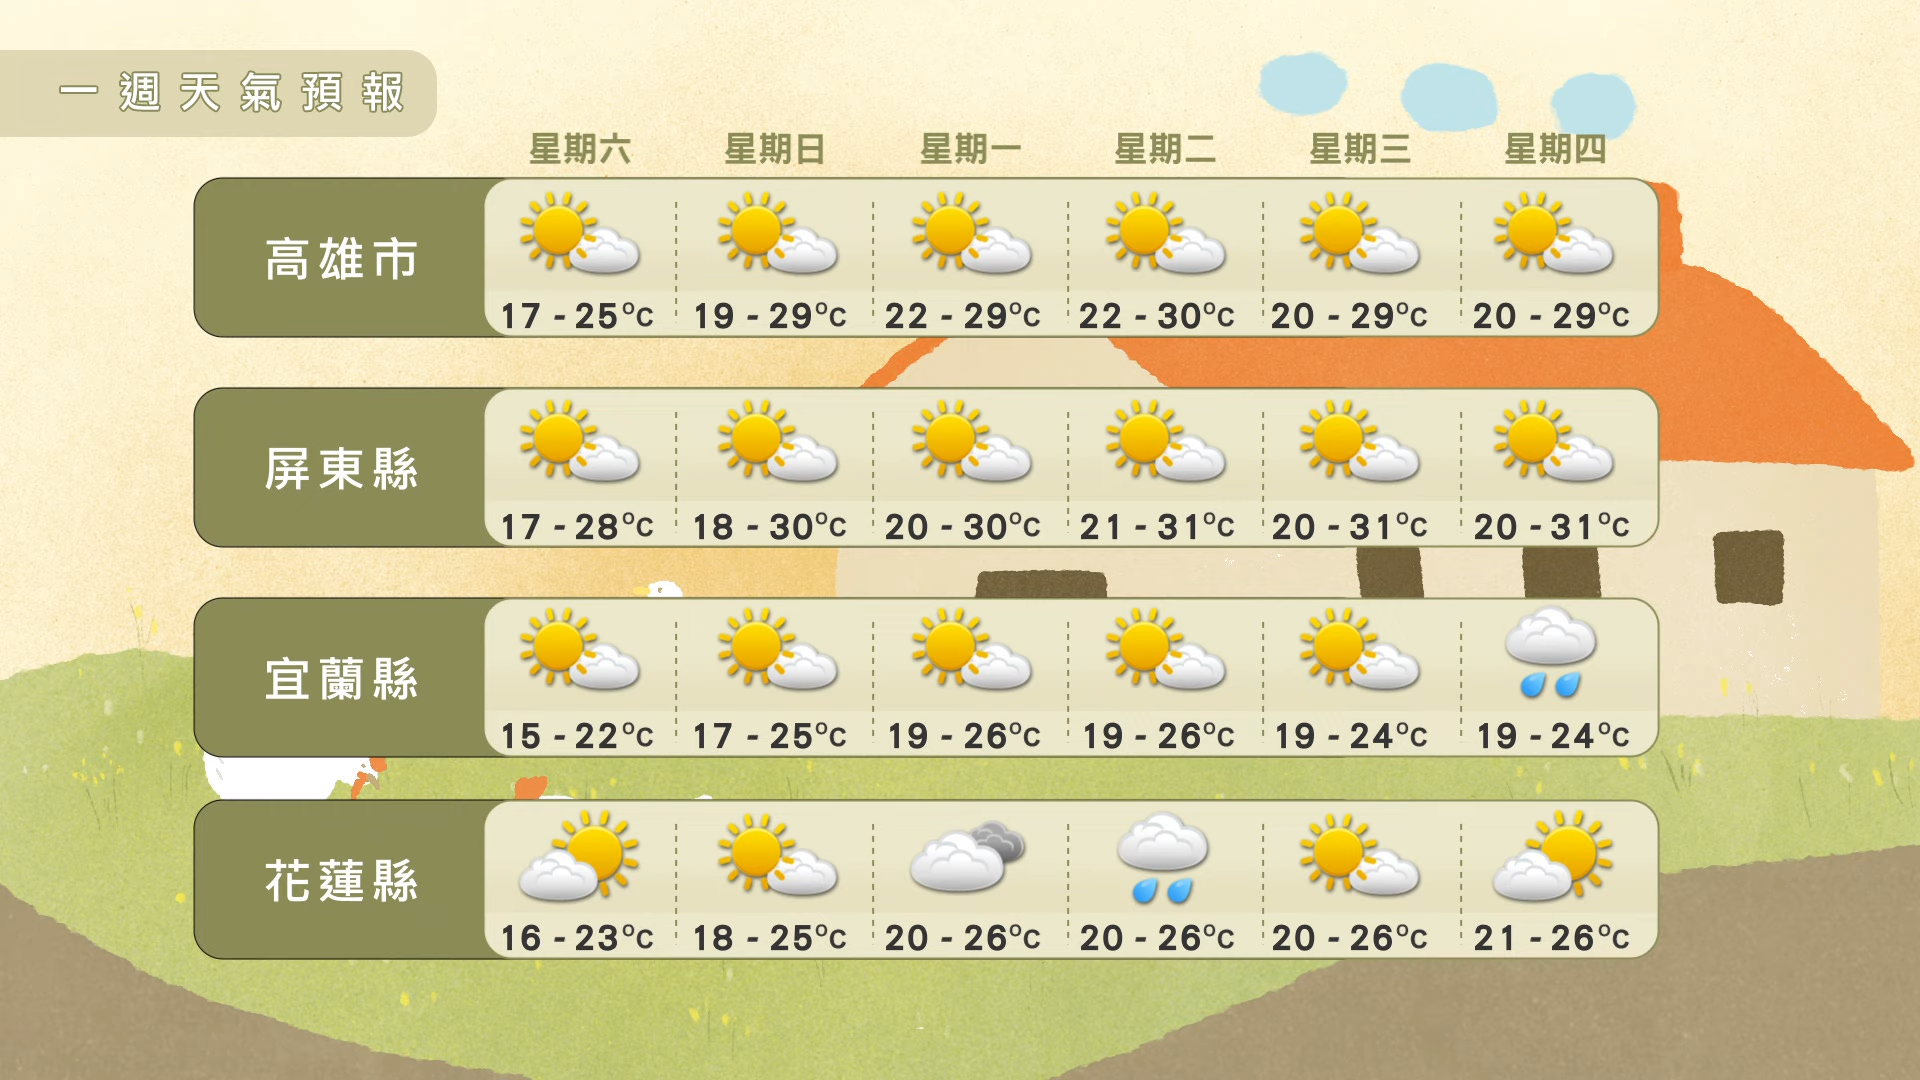 一週天氣預報
星期六 星期日 星期一 星期二 星期三 星期四
高雄市
17 - 25°C 19 - 29°C 22 - 29°C 22 - 30°C 20 - 29°C 20 - 29°C
屏東縣
17 - 28°C 18 - 30°C 20 - 30°C 21 - 31°C 20 - 31°C 20 - 31°C
宜蘭縣
15 - 22°C 17 - 25°C 19 - 26°C 19 - 26°C 19 - 24°C 19 - 24°C
花蓮縣
16 - 23°C 18 - 25°C 20 - 26°C 20 - 26°C 20 - 26°C 21 - 26°C